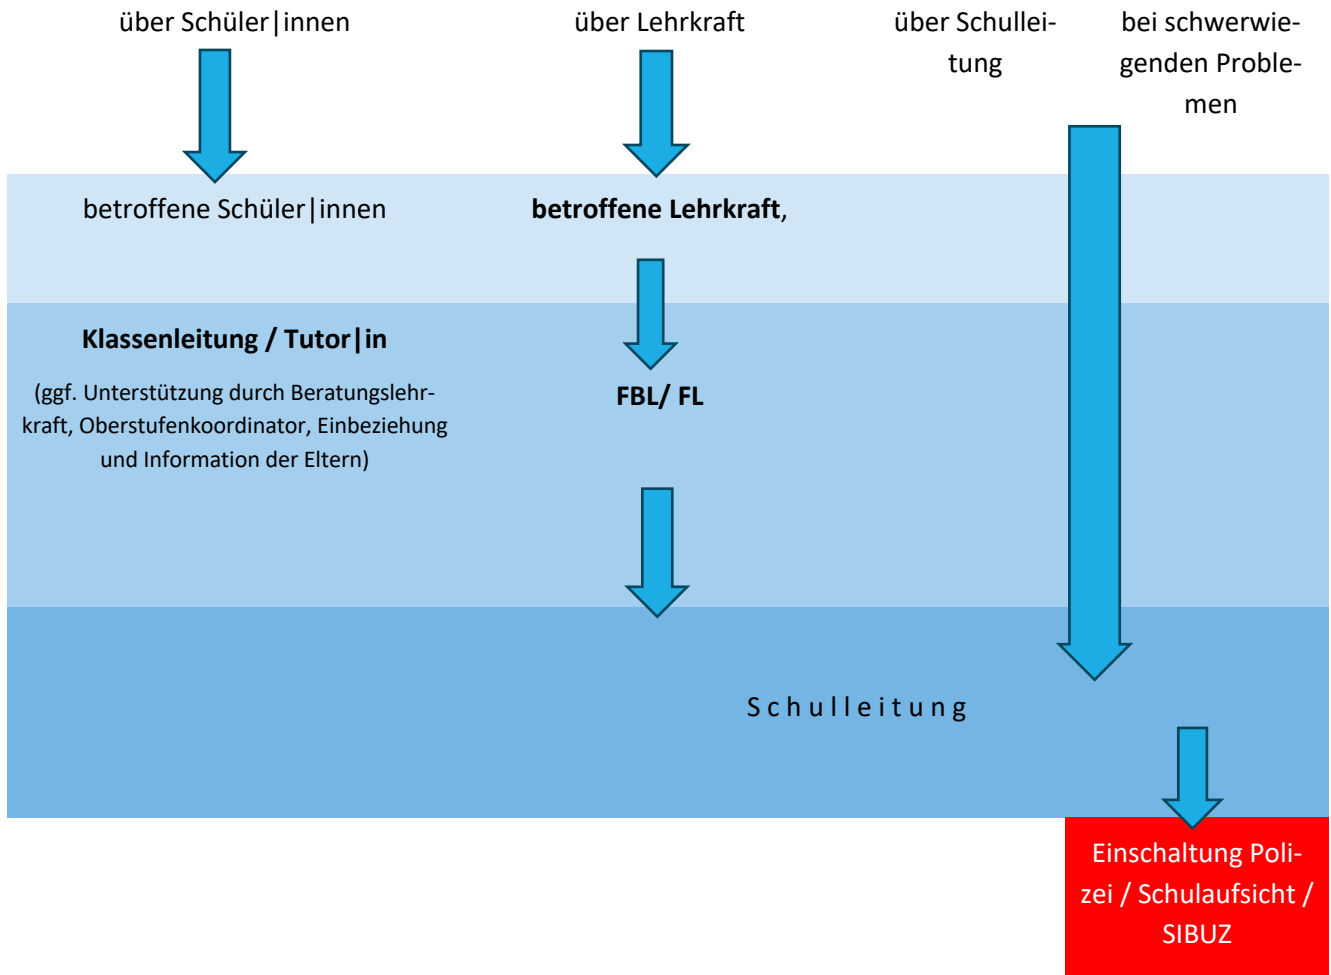 über Schüler|innen
über Lehrkraft
über Schullei-
tung
bei schwerwie-
genden Proble-
men
betroffene Schüler|innen
betroffene Lehrkraft,
Klassenleitung / Tutor|in
(ggf. Unterstützung durch Beratungslehr-
kraft, Oberstufenkoordinator, Einbeziehung
und Information der Eltern)
FBL/ FL
Schulleitung
Einschaltung Poli-
zei / Schulaufsicht /
SIBUZ